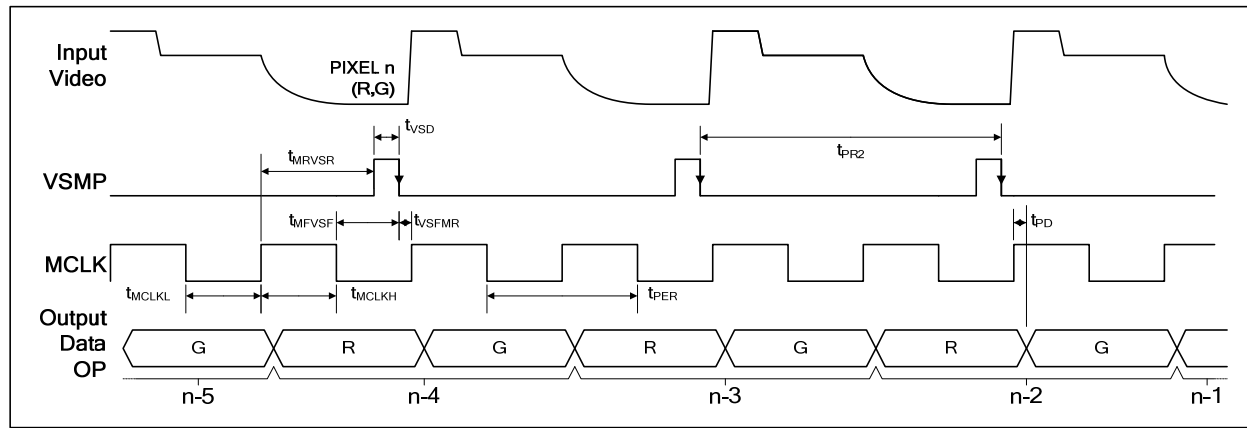 Input
Video
PIXEL n
(R,G)
tVSD
tMRVSR
tPR2
VSMP
tMFVSF
tVSFMR
tPD
MCLK
tMCLKL
tMCLKH
tPER
Output
Data
OP
G R G R G R G
n-5 n-4 n-3 n-2 n-1